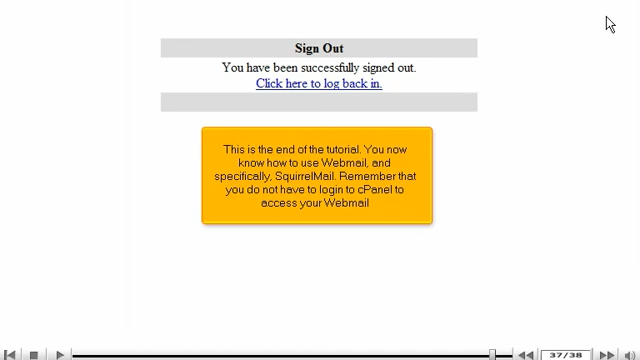 Sign Out
You have been successfully signed out.
Click here to log back in.
This is the end of the tutorial. You now
know how to use Webmail, and
specifically, SquirrelMail. Remember that
you do not have to login to cPanel to
access your Webmail
37/38